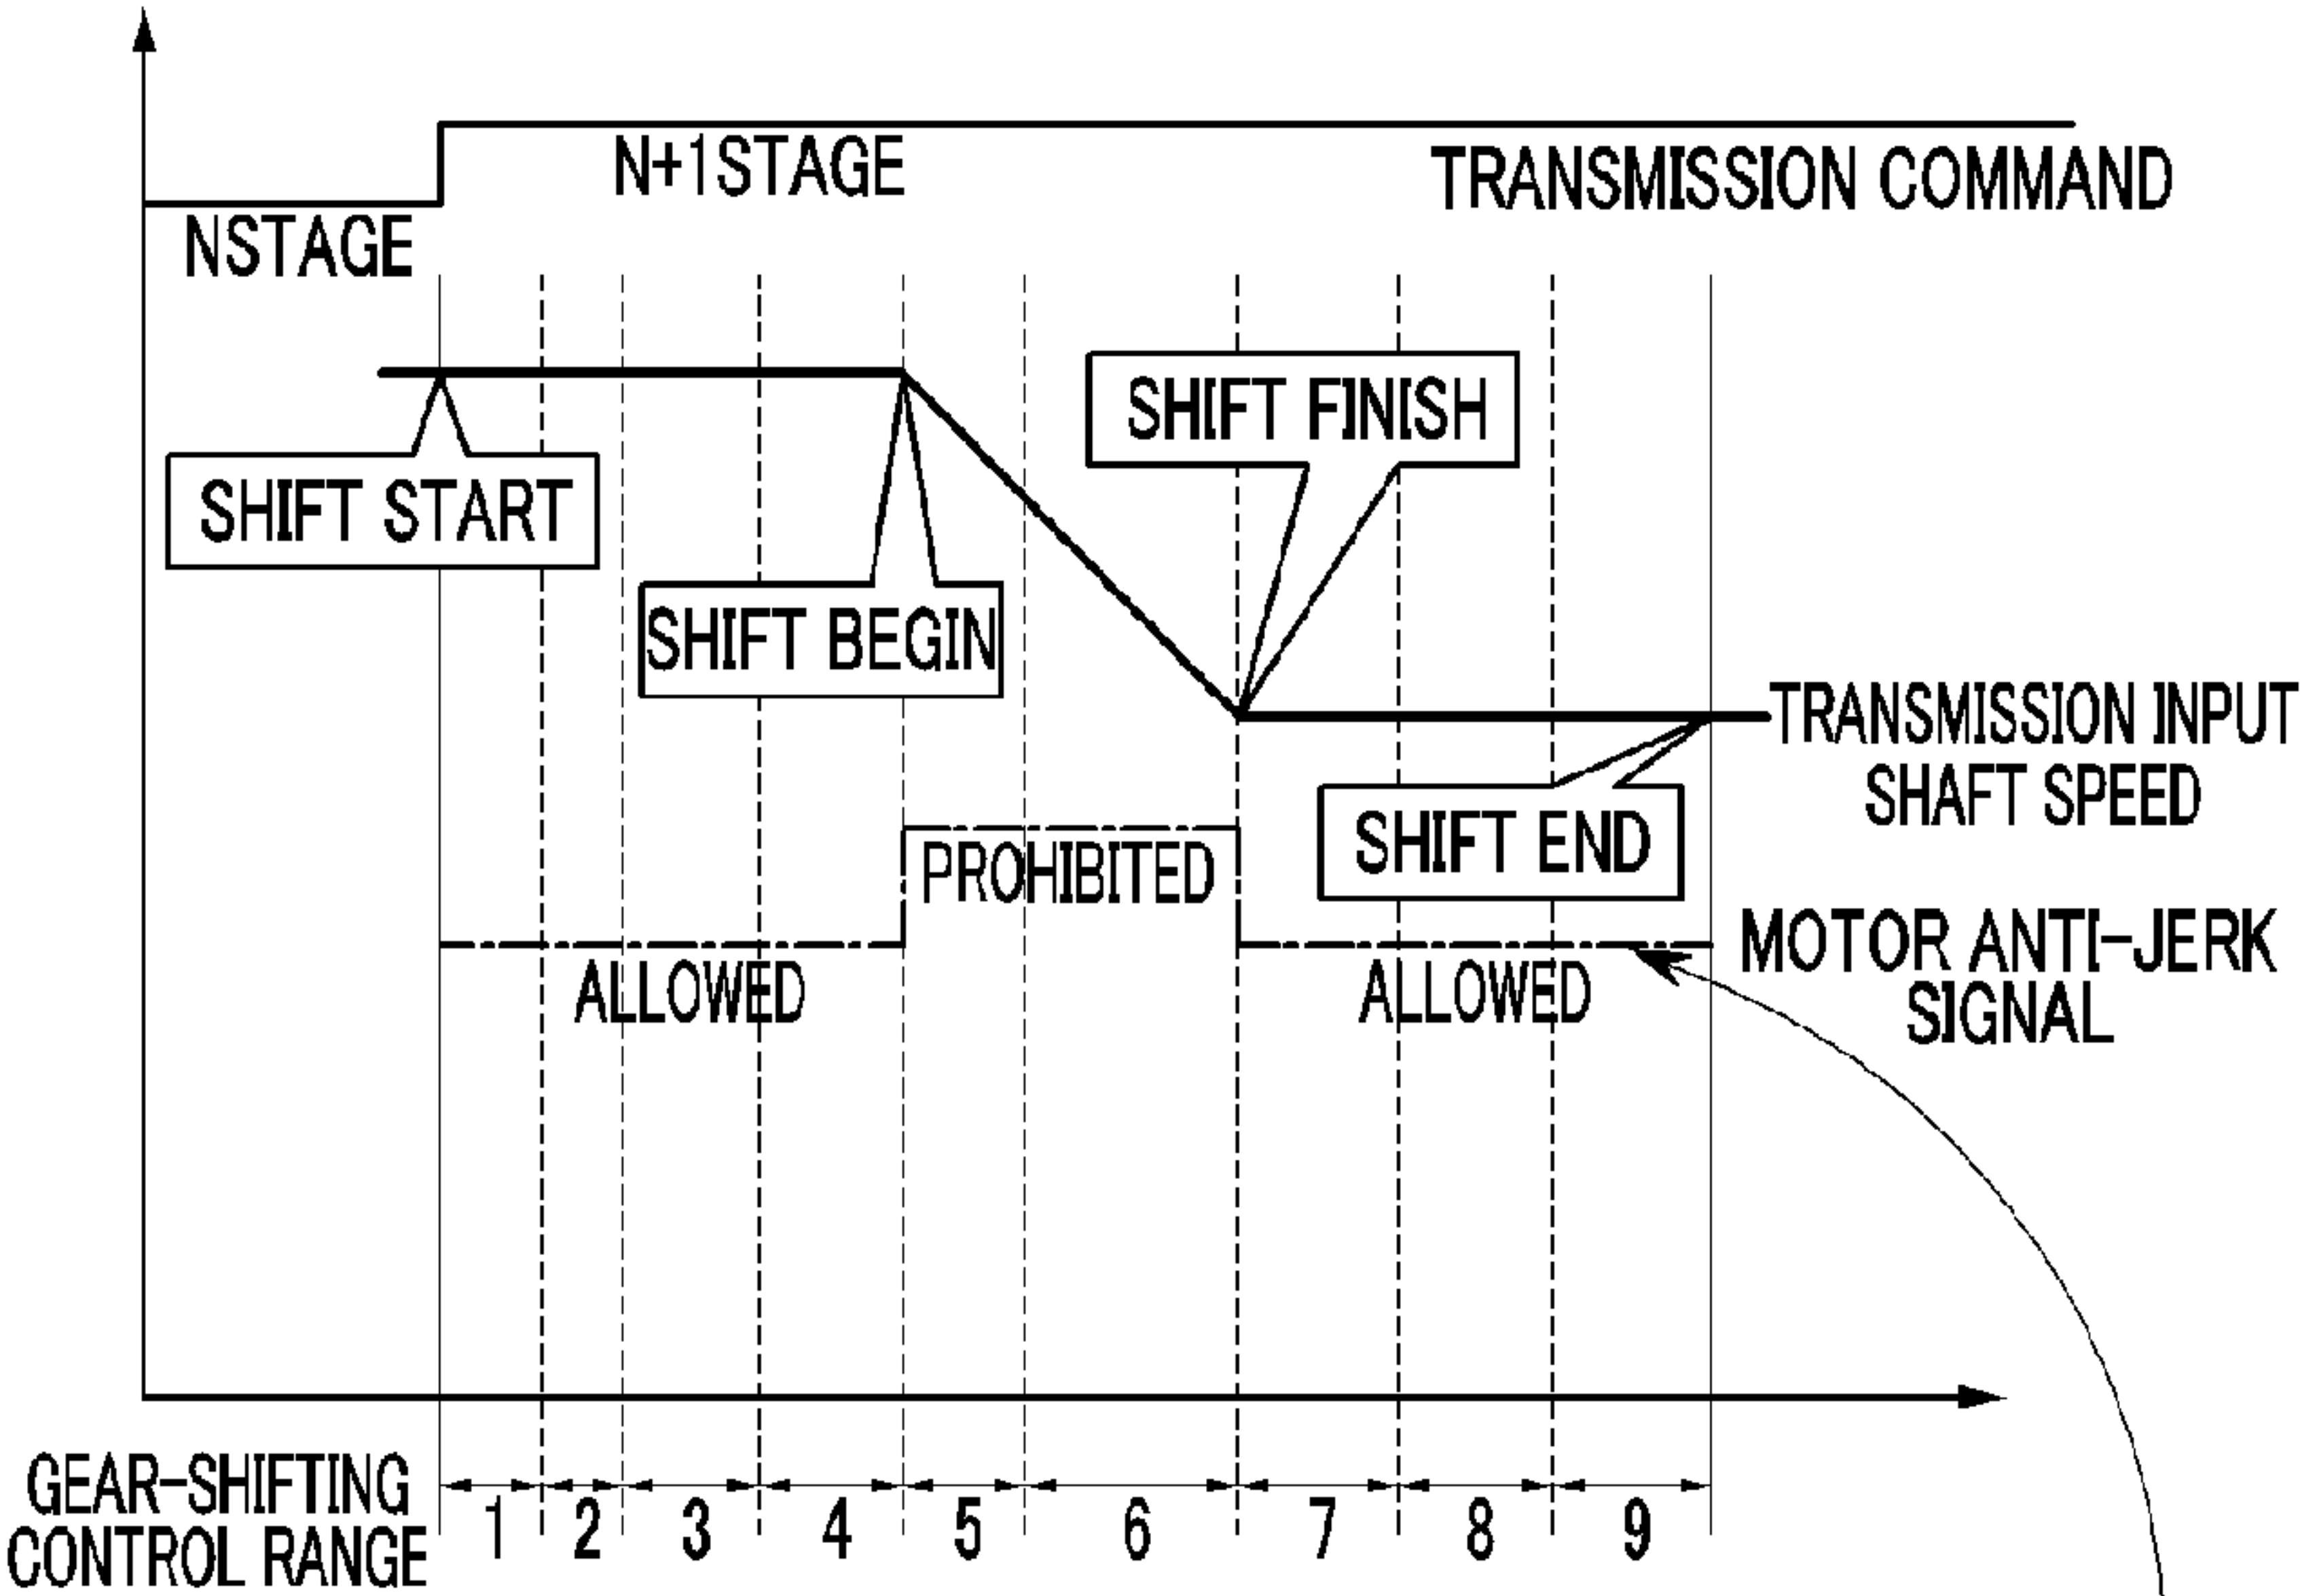 N+1STAGE
TRANSMISSION COMMAND
NSTAGE
SHIFT FINISH
SHIFT START
SHIFT BEGIN
TRANSMISSION INPUT
SHAFT SPEED
SHIFT END
PROHIBITED
MOTOR ANTI-JERK
SIGNAL
ALLOWED
ALLOWED
GEAR-SHIFTING
CONTROL RANGE
1 2 3 4 5 6 7 8 9